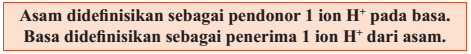 Asam didefinisikan sebagai pendonor 1 ion H⁺ pada basa.
Basa didefinisikan sebagai penerima 1 ion H⁺ dari asam.